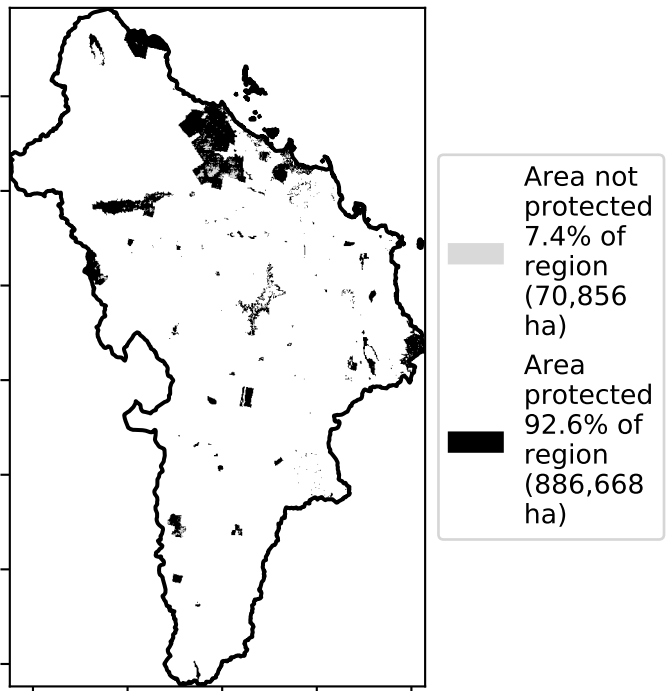 Area not
protected
7.4% of
region
(70,856
ha)
Area
protected
92.6% of
region
(886,668
ha)